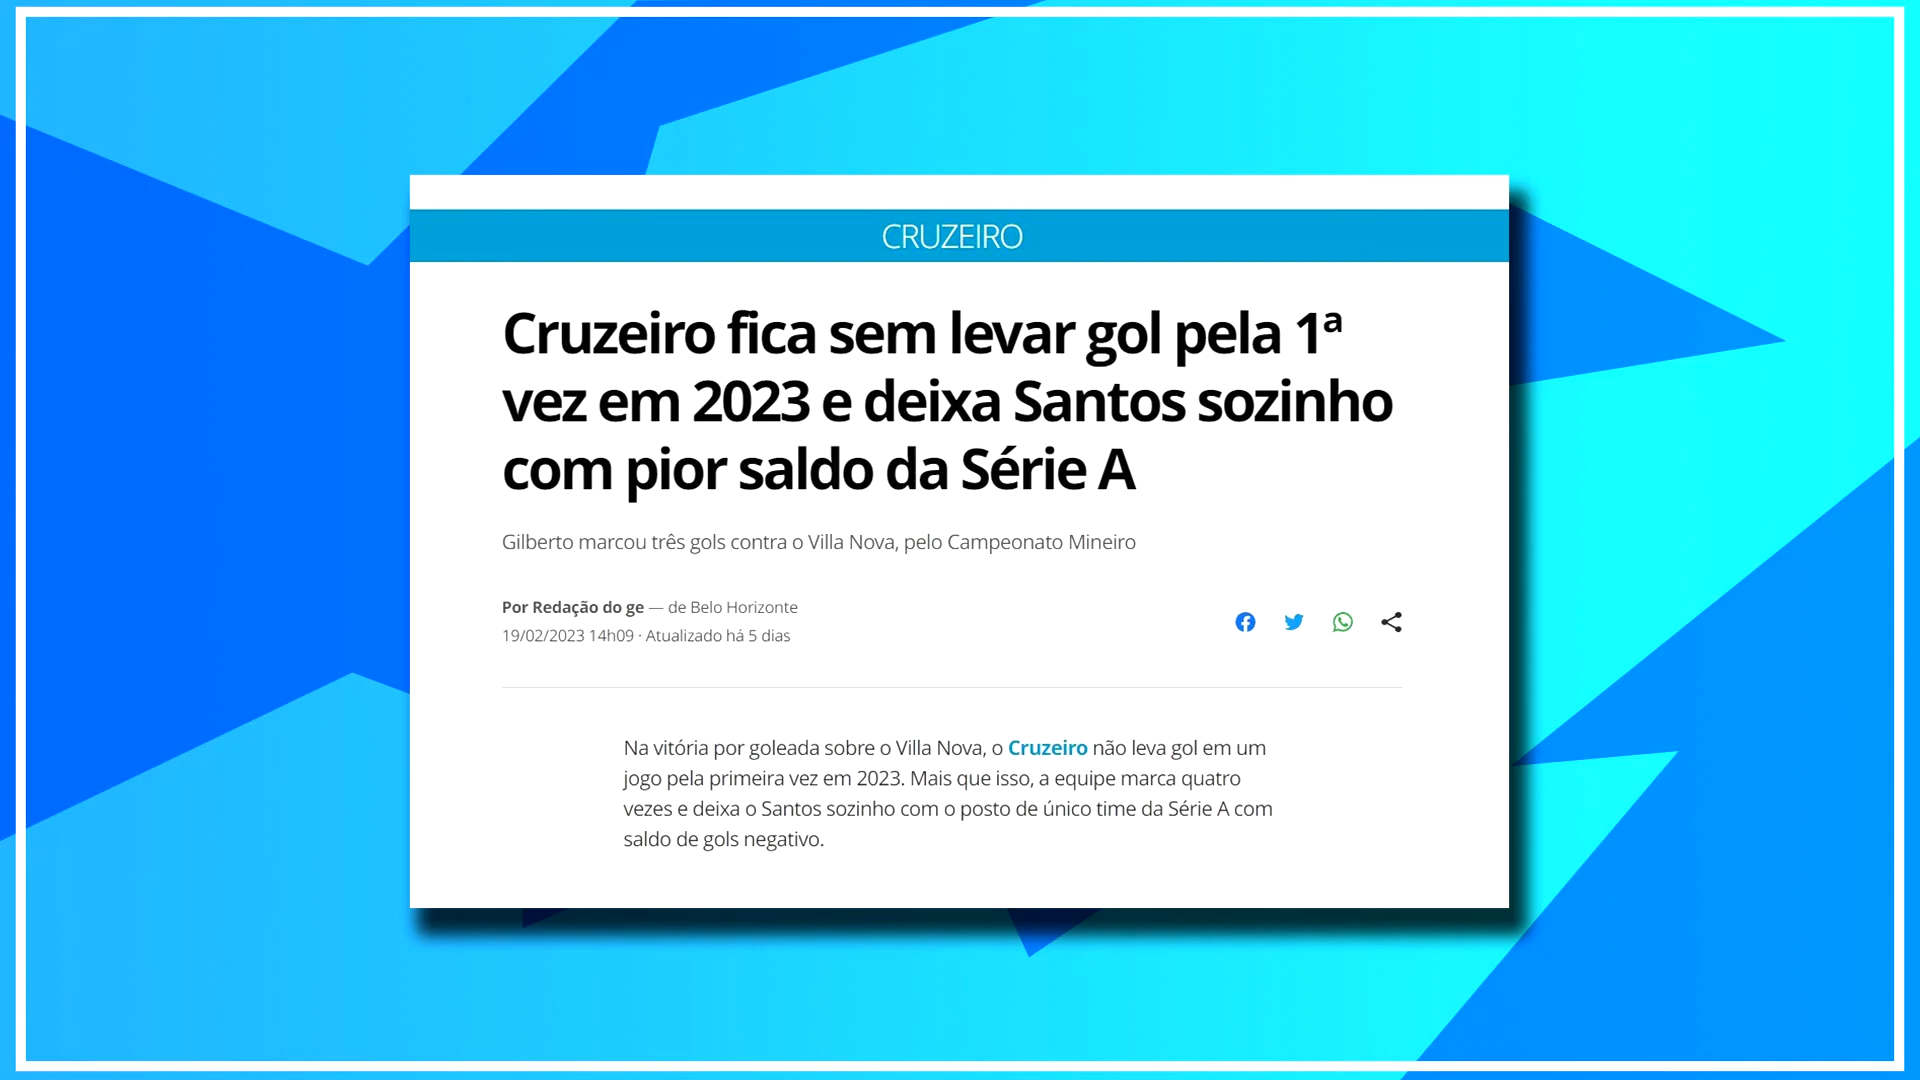 CRUZEIRO
Cruzeiro fica sem levar gol pela 1ª
vez em 2023 e deixa Santos sozinho
com pior saldo da Série A
Gilberto marcou três gols contra o Villa Nova, pelo Campeonato Mineiro
Por Redação do ge — de Belo Horizonte
19/02/2023 14h09 · Atualizado há 5 dias
Na vitória por goleada sobre o Villa Nova, o Cruzeiro não leva gol em um
jogo pela primeira vez em 2023. Mais que isso, a equipe marca quatro
vezes e deixa o Santos sozinho com o posto de único time da Série A com
saldo de gols negativo.